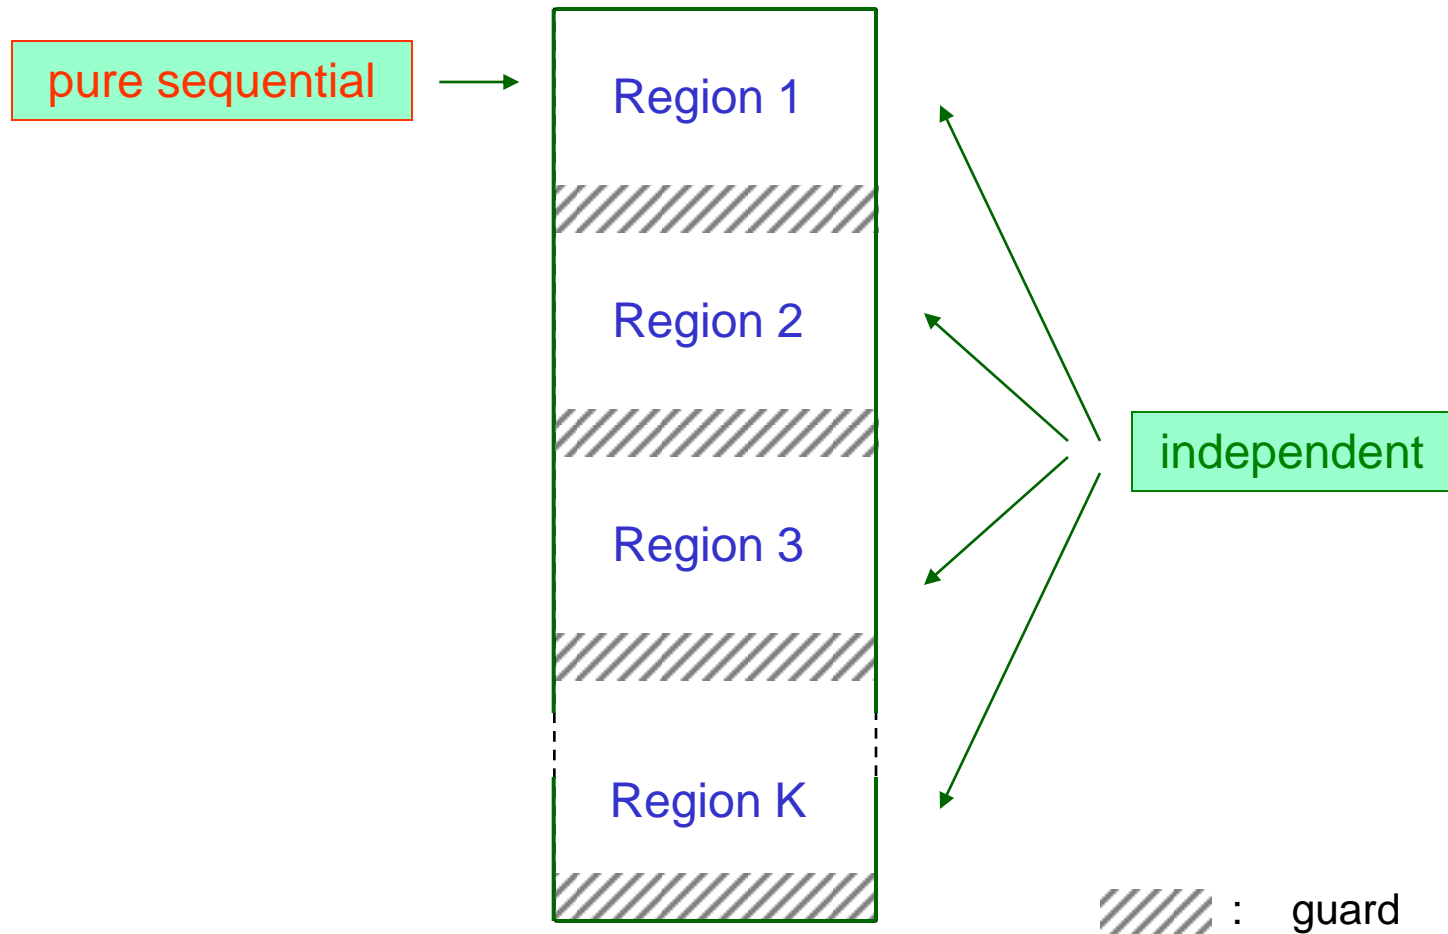 pure sequential
Region 1
Region 2
Region 3
independent
Region K
: guard